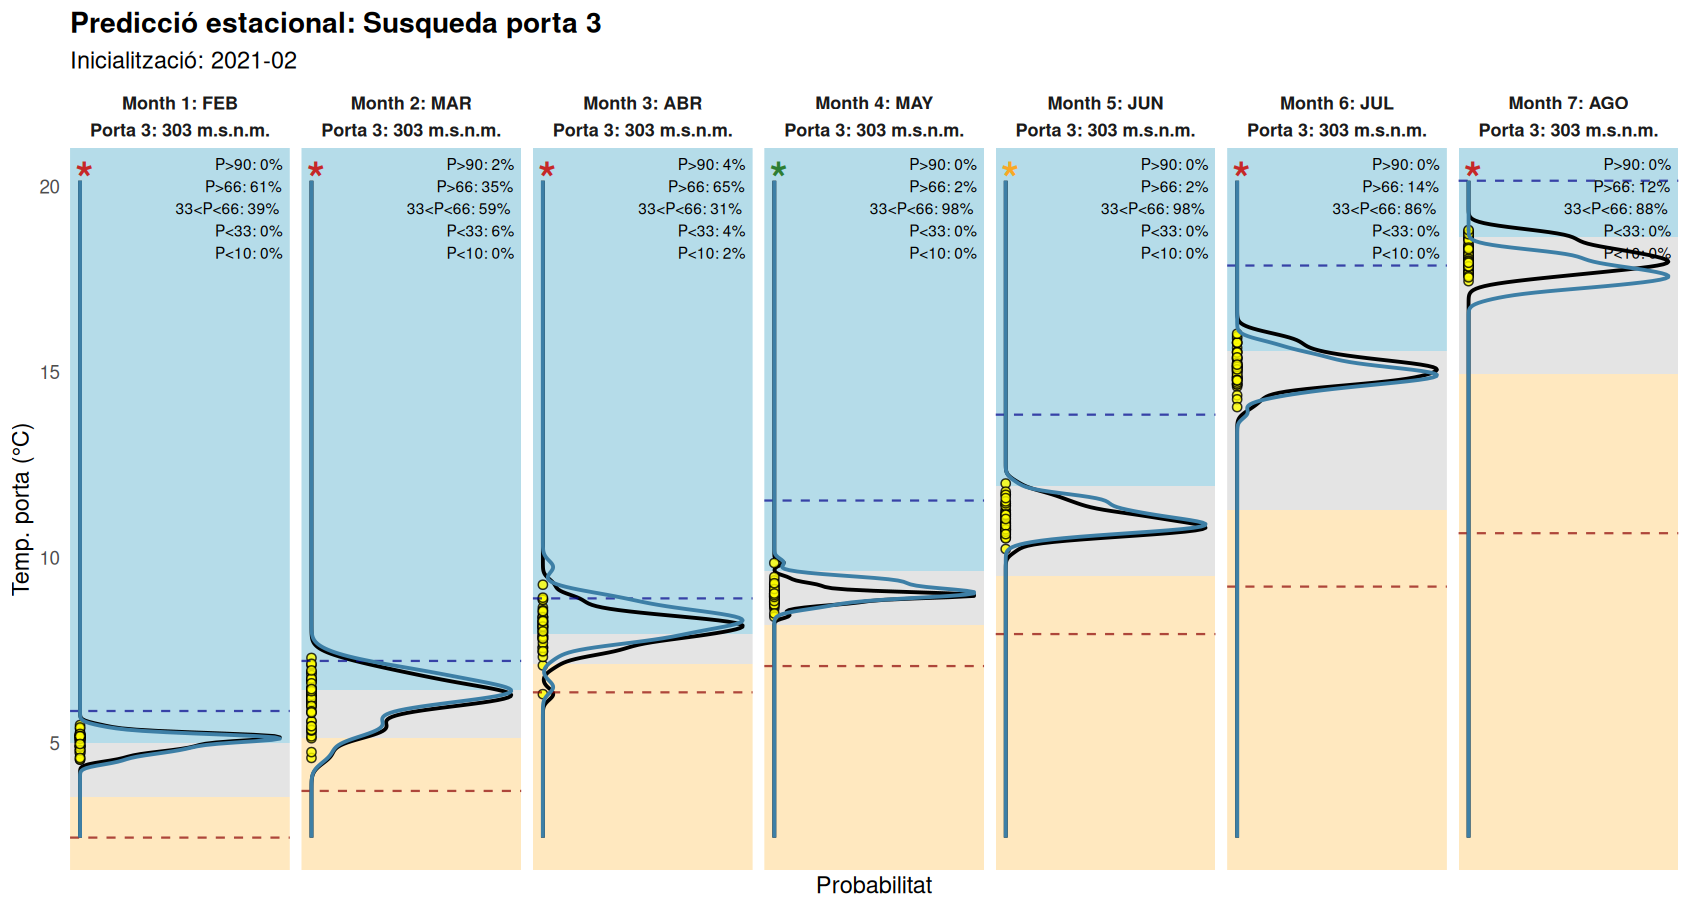 Predicció estacional: Susqueda porta 3
Inicialització: 2021-02
Month 1: FEB
Porta 3: 303 m.s.n.m.
Month 2: MAR
Porta 3: 303 m.s.n.m.
Month 3: ABR
Porta 3: 303 m.s.n.m.
Month 4: MAY
Porta 3: 303 m.s.n.m.
Month 5: JUN
Porta 3: 303 m.s.n.m.
Month 6: JUL
Porta 3: 303 m.s.n.m.
Month 7: AGO
Porta 3: 303 m.s.n.m.
*
P>90: 0%
P>66: 61%
33<P<66: 39%
P<33: 0%
P<10: 0%
*
P>90: 2%
P>66: 35%
33<P<66: 59%
P<33: 6%
P<10: 0%
*
P>90: 4%
P>66: 65%
33<P<66: 31%
P<33: 4%
P<10: 2%
*
P>90: 0%
P>66: 2%
33<P<66: 98%
P<33: 0%
P<10: 0%
*
P>90: 0%
P>66: 2%
33<P<66: 98%
P<33: 0%
P<10: 0%
*
P>90: 0%
P>66: 14%
33<P<66: 86%
P<33: 0%
P<10: 0%
*
P>90: 0%
P>66: 12%
33<P<66: 88%
P<33: 0%
P<10: 0%
20
15
10
5
Temp. porta (°C)
Probabilitat